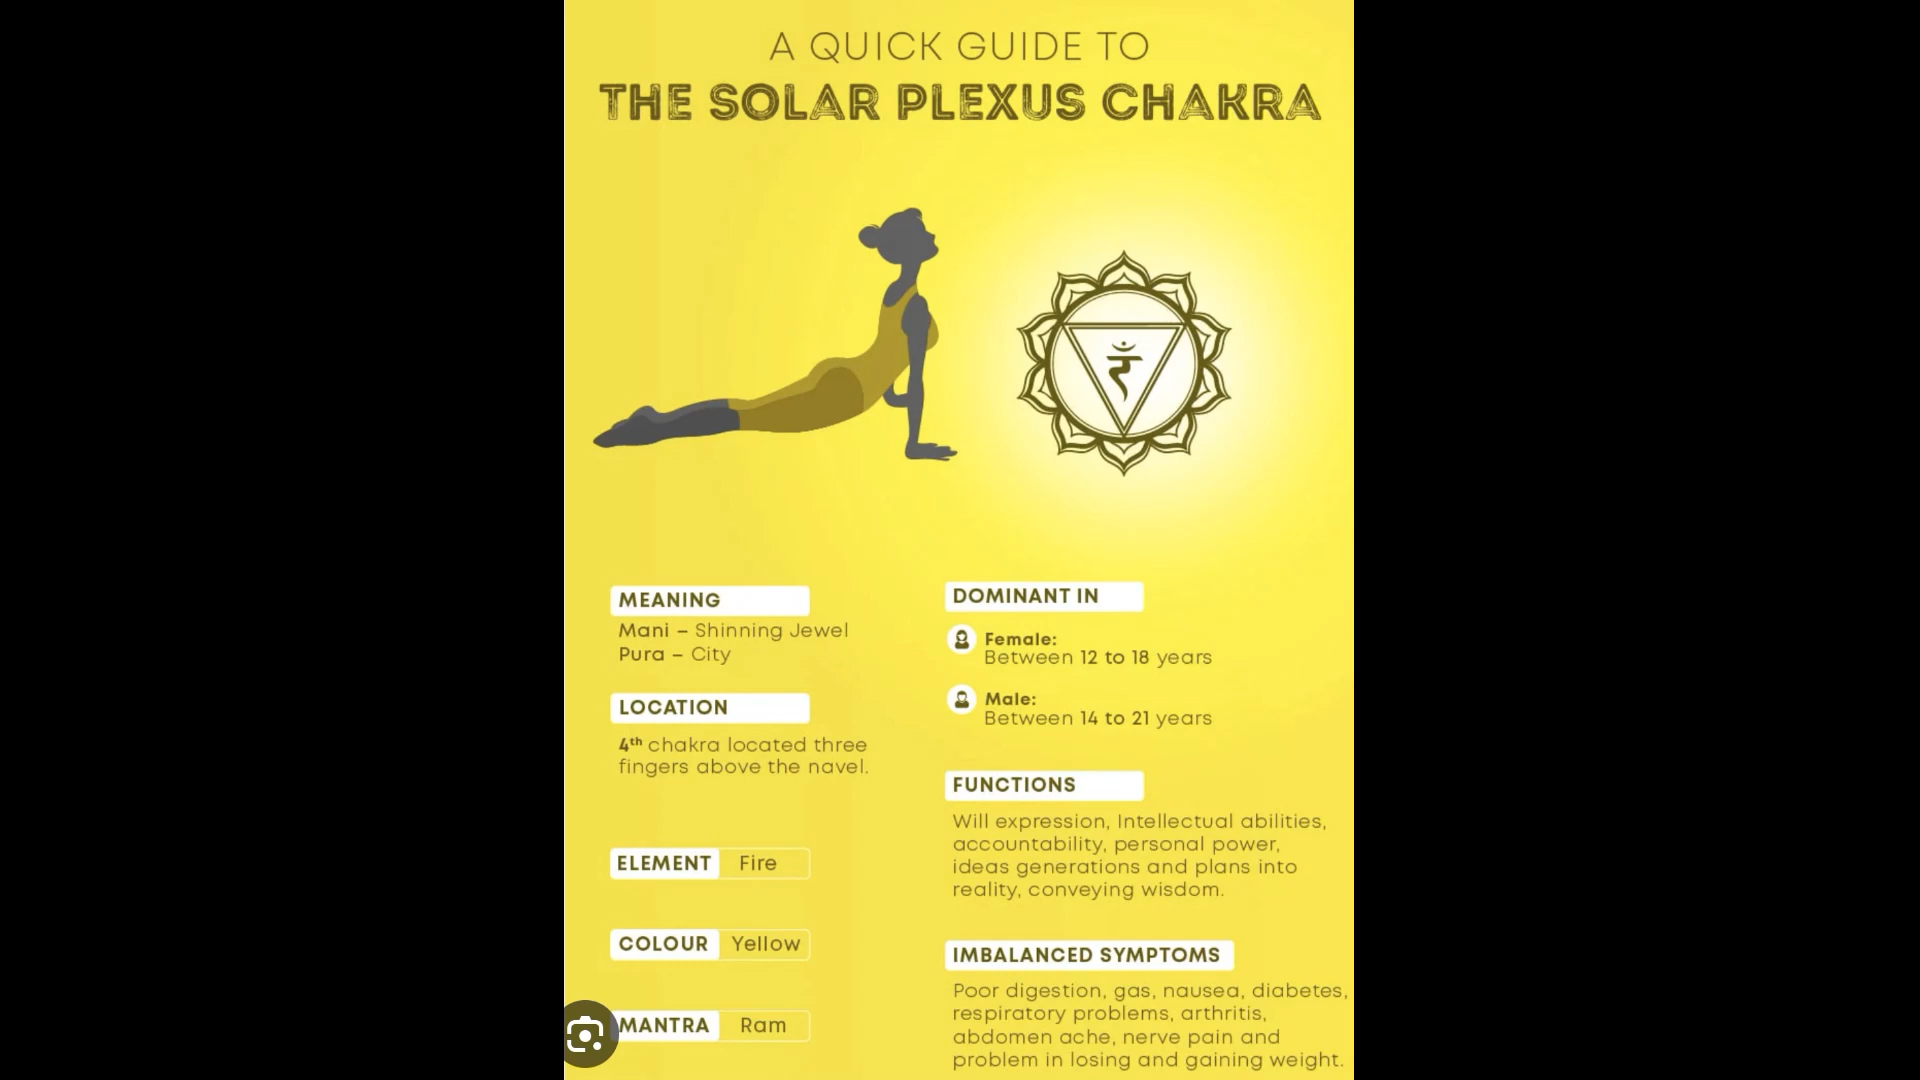 A QUICK GUIDE TO
THE SOLAR PLEXUS CHAKRA
रं
MEANING
Mani – Shinning Jewel
Pura – City
LOCATION
4th chakra located three
fingers above the navel.
ELEMENT Fire
COLOUR Yellow
MANTRA Ram
DOMINANT IN
Female:
Between 12 to 18 years
Male:
Between 14 to 21 years
FUNCTIONS
Will expression, Intellectual abilities,
accountability, personal power,
ideas generations and plans into
reality, conveying wisdom.
IMBALANCED SYMPTOMS
Poor digestion, gas, nausea, diabetes,
respiratory problems, arthritis,
abdomen ache, nerve pain and
problem in losing and gaining weight.